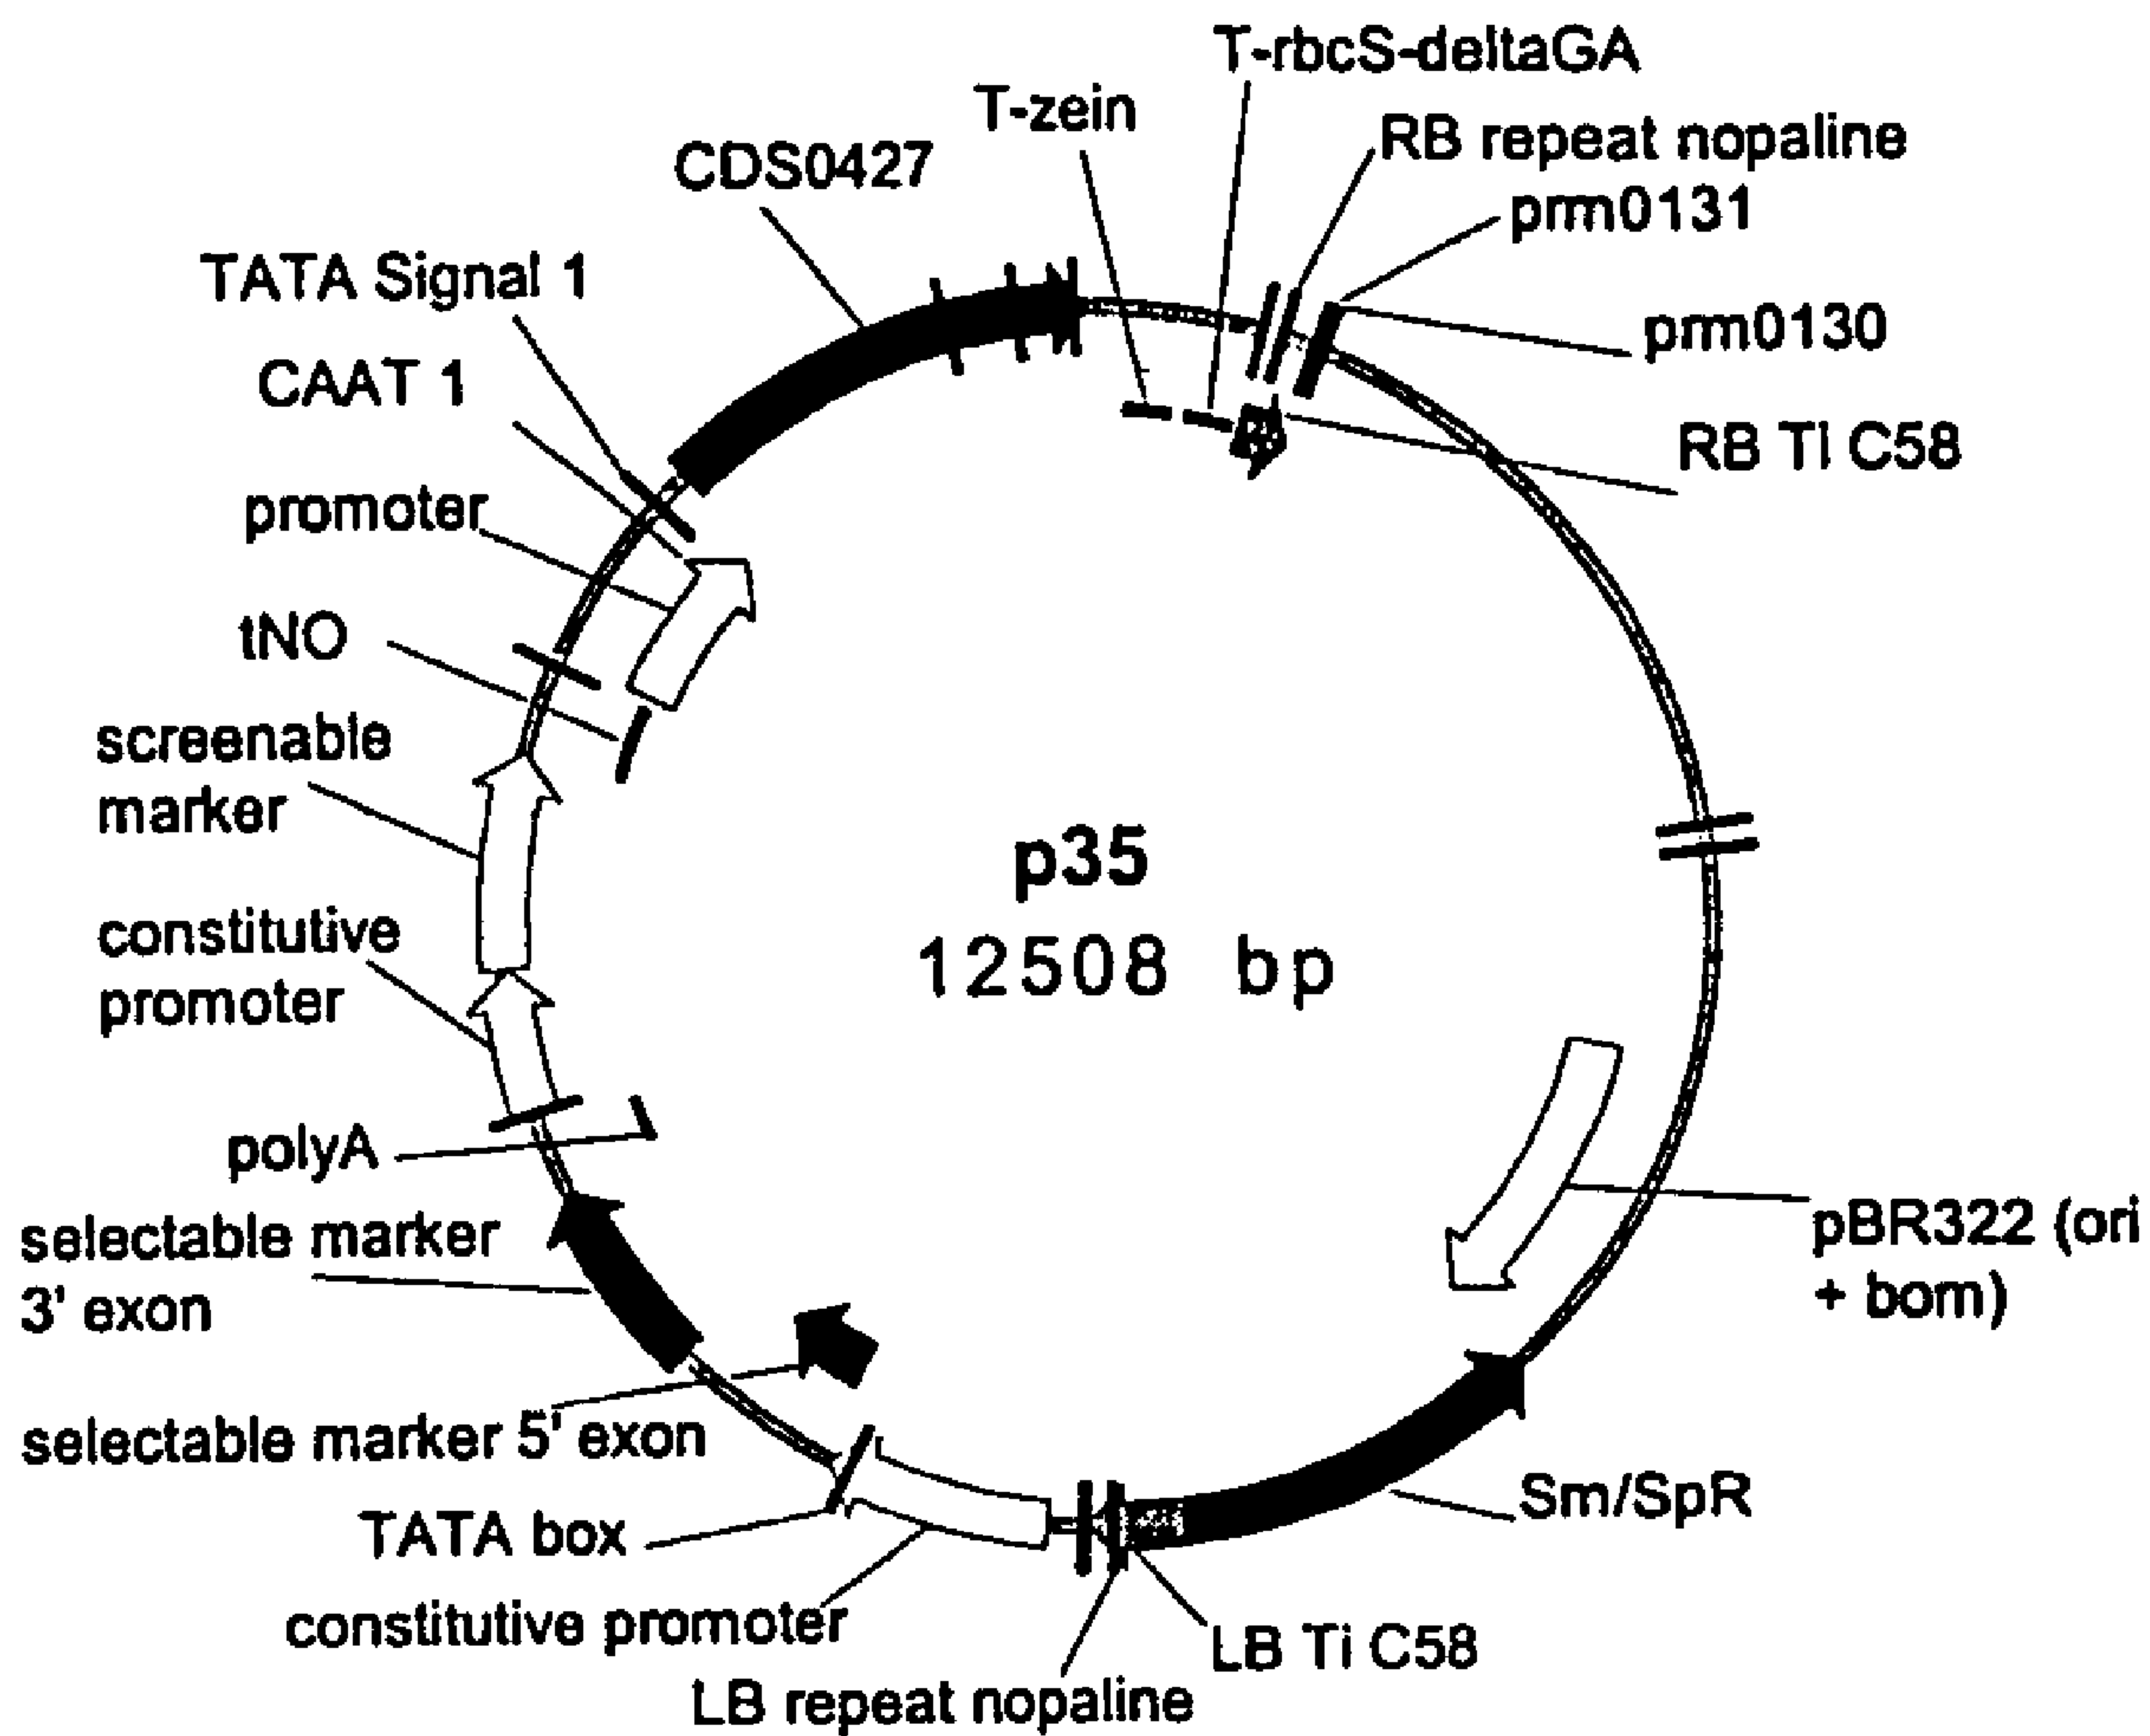 T-rbcS-deltaGA
T-zein
RB repeat nopaline
CDS0427
prm0131
TATA Signal 1
prm0130
CAAT 1
RB TI C58
promoter
tNO
screenable
marker
p35
12508 bp
constitutive
promoter
polyA
selectable marker
3' exon
pBR322 (ori
+ bom)
selectable marker 5' exon
Sm/SpR
TATA box
constitutive promoter
LB Ti C58
LB repeat nopaline